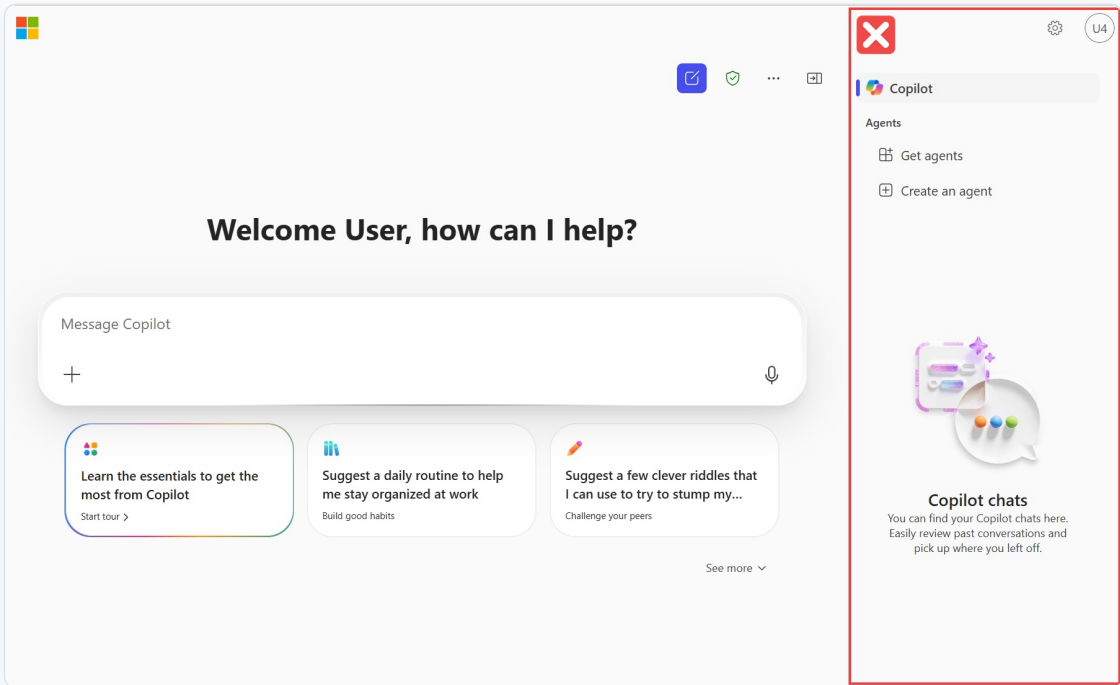 U4
Welcome User, how can I help?
Message Copilot
Learn the essentials to get the
most from Copilot
Start tour
Suggest a daily routine to help
me stay organized at work
Build good habits
Suggest a few clever riddles that
I can use to try to stump my...
Challenge your peers
See more
Copilot
Agents
Get agents
Create an agent
Copilot chats
You can find your Copilot chats here.
Easily review past conversations and
pick up where you left off.